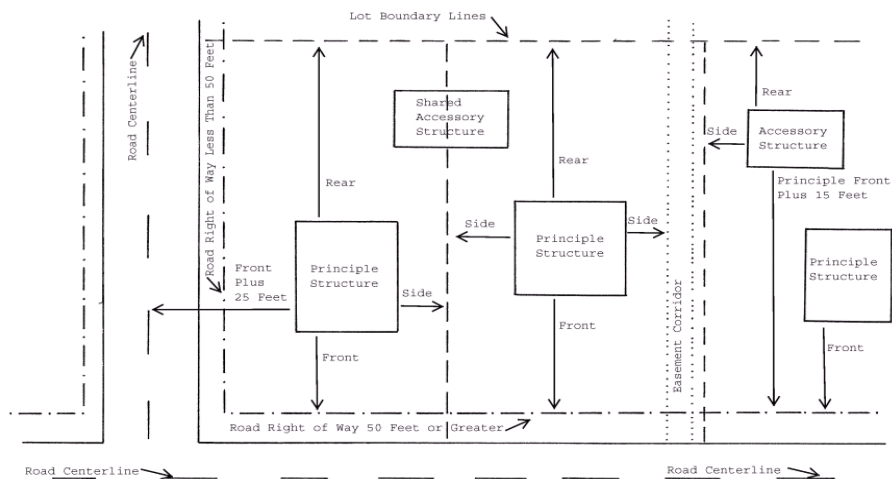 Lot Boundary Lines
Road Centerline
Road Right of Way Less Than 50 Feet
Shared
Accessory
Structure
Rear
Rear
Rear
Side
Accessory
Structure
Principle Front
Plus 15 Feet
Front
Plus
25 Feet
Principle
Structure
Side
Side
Principle
Structure
Side
Principle
Structure
Front
Front
Easement Corridor
Front
Road Right of Way 50 Feet or Greater
Road Centerline
Road Centerline